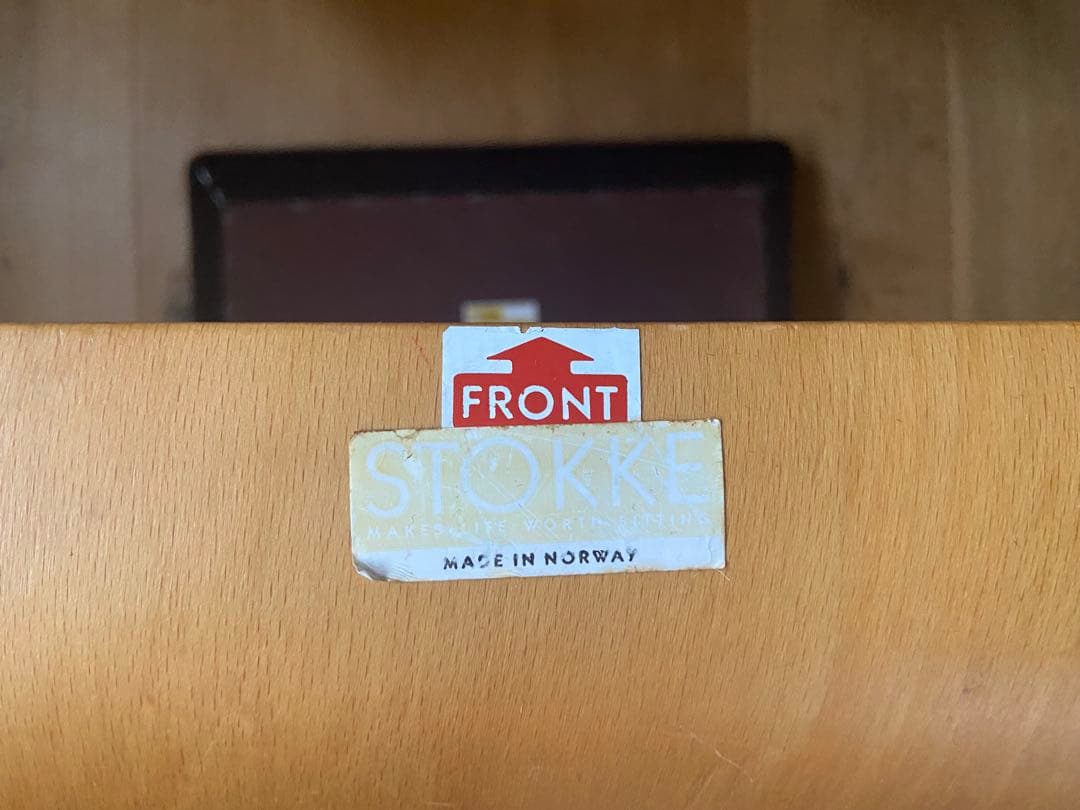 FRONT
STOKKE
MAKES LIFE WORTH SITTING
MADE IN NORWAY